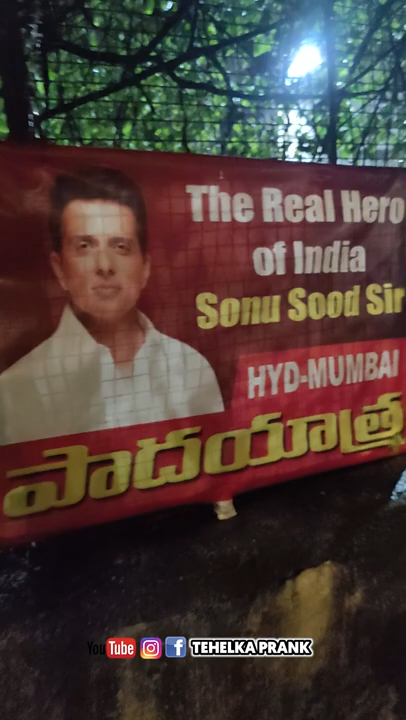 The Real Hero
of India
Sonu Sood Sir
HYD-MUMBAI
పాదయాత్ర
YouTube TEHELKA PRANK